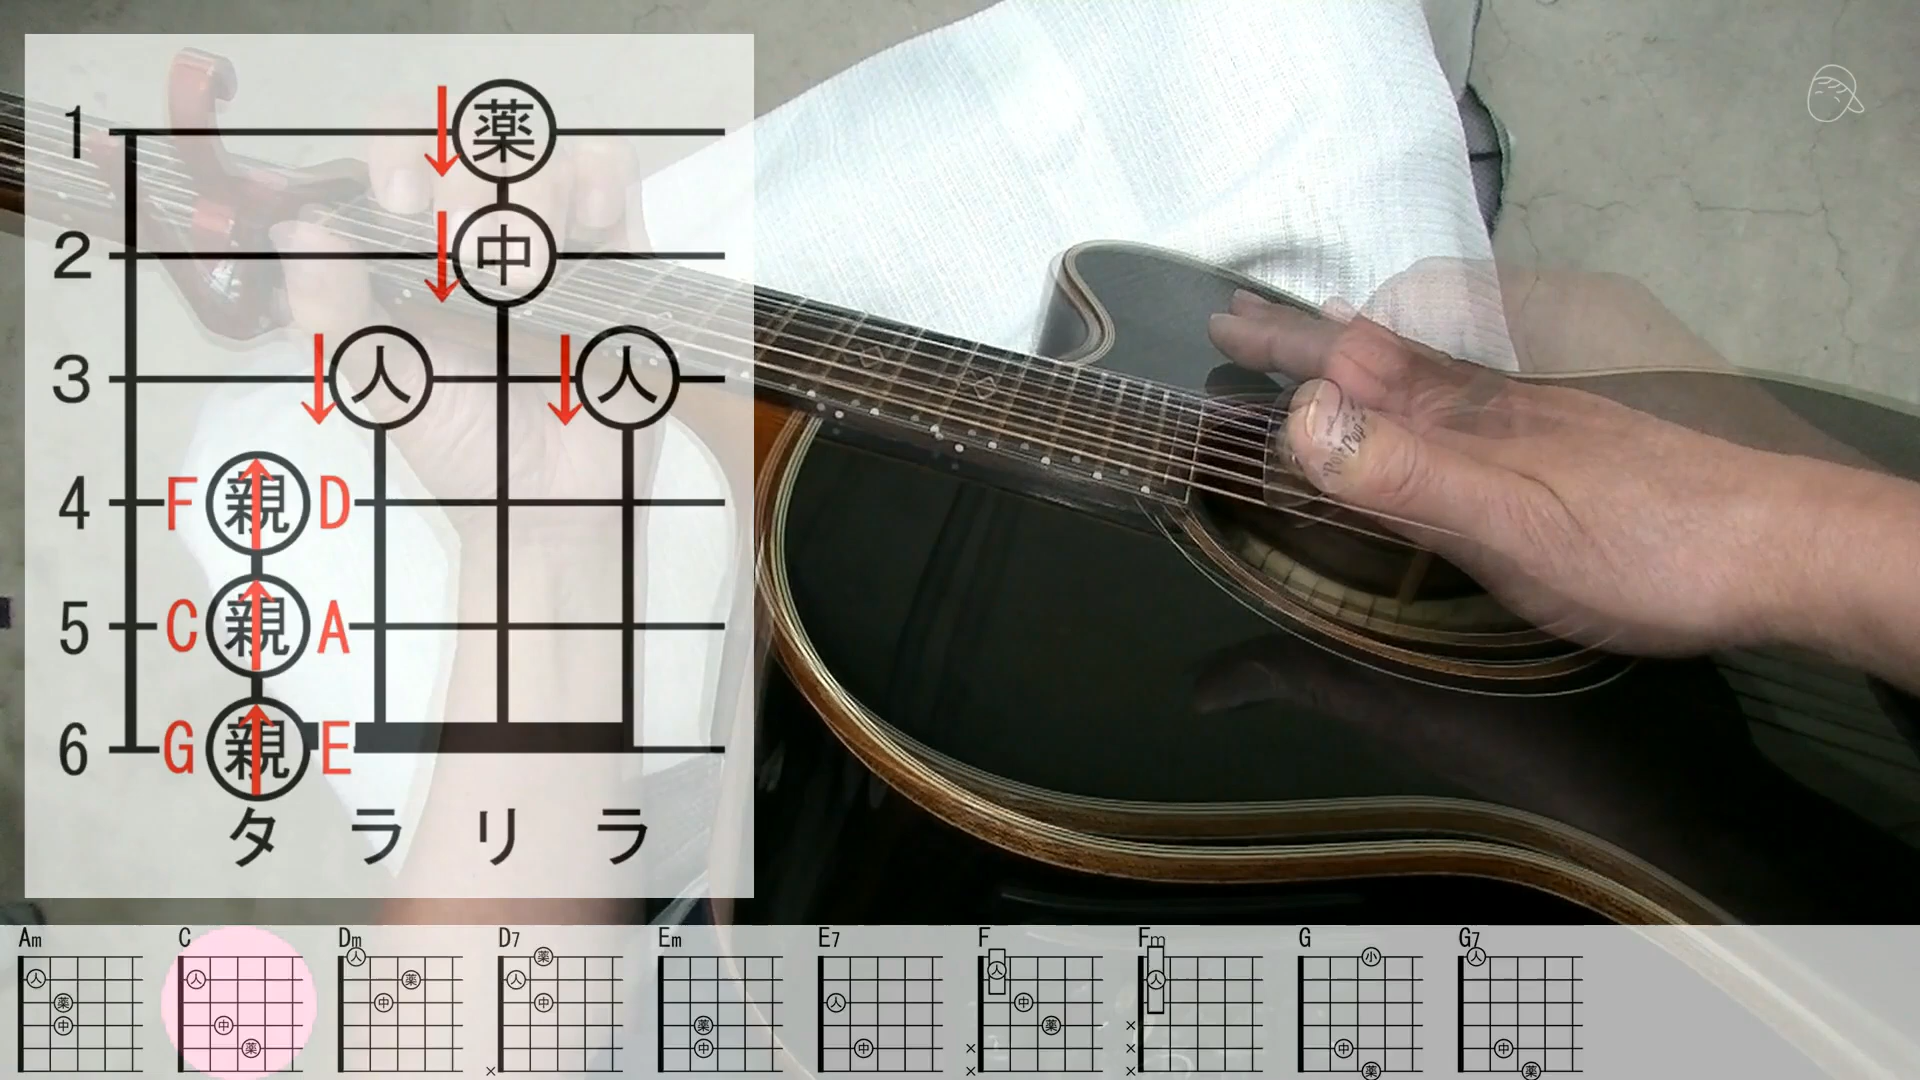 1 薬
2 中
3 人 人
4 F 親 D
5 C 親 A
6 G 親 E
タ ラ リ ラ
Am C Dm D7 Em E7 F Fm G G7
人 薬 中
人 中 薬
人 薬 中
薬 人 中 ×
薬 中
人 中
人 中 薬 × ×
人 × × ×
小 中 薬
人 中 薬